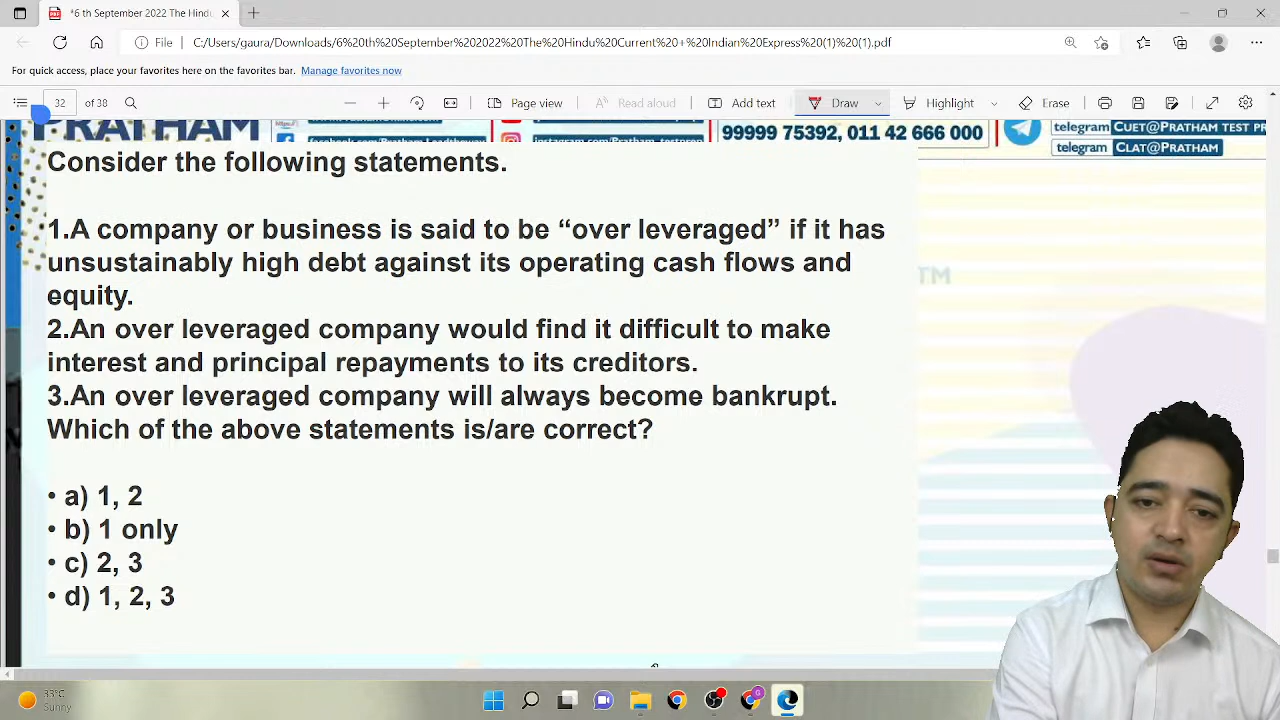 *6 th September 2022 The Hindu
File C:/Users/gaura/Downloads/6%20th%20September%202022%20The%20Hindu%20Current%20+%20Indian%20Express%20(1)%20(1).pdf
For quick access, place your favorites here on the favorites bar. Manage favorites now
32 of 38 Page view Read aloud Add text Draw Highlight Erase
PRATHAM 99999 75392, 011 42 666 000 telegram CUET@PRATHAM TEST PR
telegram CLAT@PRATHAM
Consider the following statements.
1.A company or business is said to be “over leveraged” if it has
unsustainably high debt against its operating cash flows and
equity.
2.An over leveraged company would find it difficult to make
interest and principal repayments to its creditors.
3.An over leveraged company will always become bankrupt.
Which of the above statements is/are correct?
• a) 1, 2
• b) 1 only
• c) 2, 3
• d) 1, 2, 3
TM
33°C
Sunny